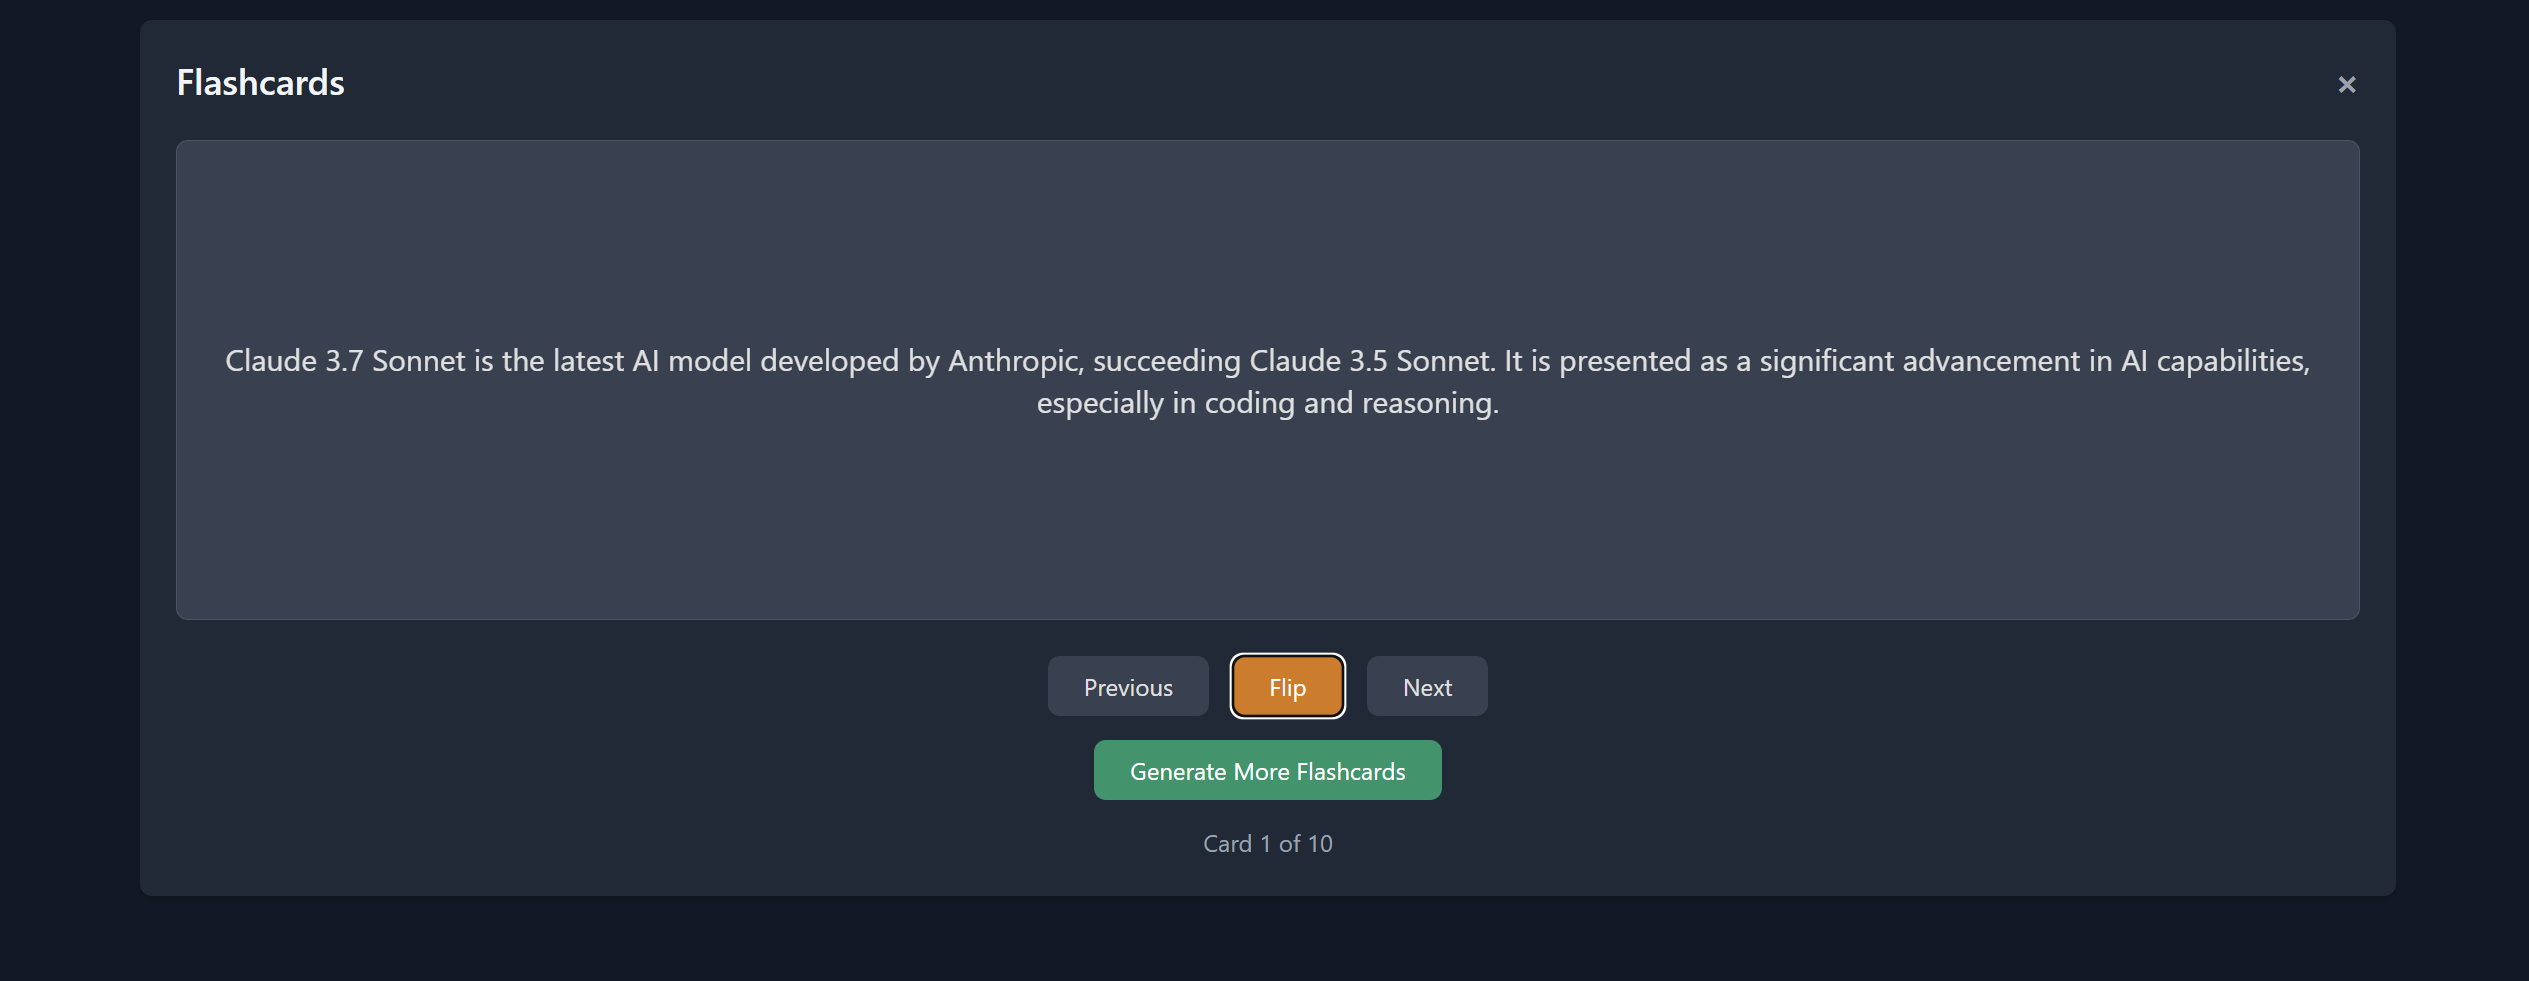 Flashcards
×
Claude 3.7 Sonnet is the latest AI model developed by Anthropic, succeeding Claude 3.5 Sonnet. It is presented as a significant advancement in AI capabilities,
especially in coding and reasoning.
Previous
Flip
Next
Generate More Flashcards
Card 1 of 10